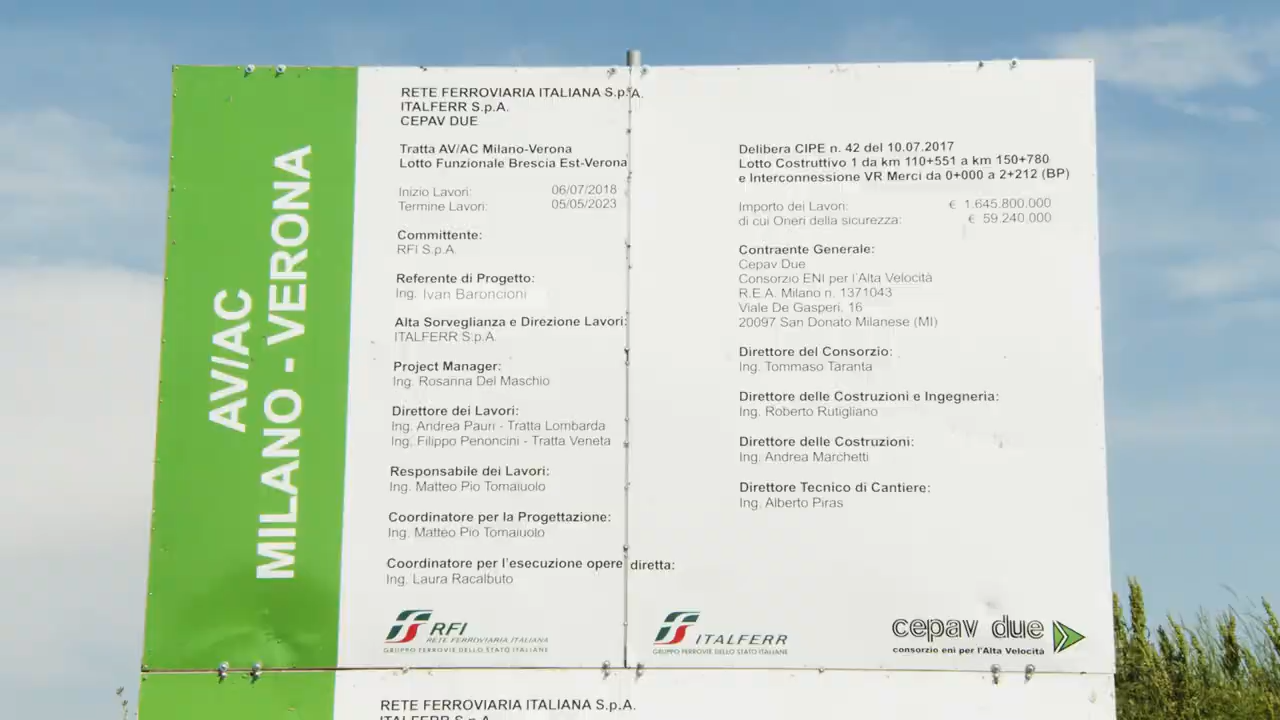 AV/AC
MILANO - VERONA
RETE FERROVIARIA ITALIANA S.p.A.
ITALFERR S.p.A.
CEPAV DUE
Tratta AV/AC Milano-Verona
Lotto Funzionale Brescia Est-Verona
Inizio Lavori: 06/07/2018
Termine Lavori: 05/05/2023
Committente:
RFI S.p.A.
Referente di Progetto:
Ing. Ivan Baroncioni
Alta Sorveglianza e Direzione Lavori:
ITALFERR S.p.A.
Project Manager:
Ing. Rosanna Del Maschio
Direttore dei Lavori:
Ing. Andrea Pauri - Tratta Lombarda
Ing. Filippo Penoncini - Tratta Veneta
Responsabile dei Lavori:
Ing. Matteo Pio Tomaiuolo
Coordinatore per la Progettazione:
Ing. Matteo Pio Tomaiuolo
Coordinatore per l'esecuzione opere diretta:
Ing. Laura Racalbuto
Delibera CIPE n. 42 del 10.07.2017
Lotto Costruttivo 1 da km 110+551 a km 150+780
e Interconnessione VR Merci da 0+000 a 2+212 (BP)
Importo dei Lavori: € 1.645.800.000
di cui Oneri della sicurezza: € 59.240.000
Contraente Generale:
Cepav Due
Consorzio ENI per l'Alta Velocità
R.E.A. Milano n. 1371043
Viale De Gasperi, 16
20097 San Donato Milanese (MI)
Direttore del Consorzio:
Ing. Tommaso Taranta
Direttore delle Costruzioni e Ingegneria:
Ing. Roberto Rutigliano
Direttore delle Costruzioni:
Ing. Andrea Marchetti
Direttore Tecnico di Cantiere:
Ing. Alberto Piras
RFI
RETE FERROVIARIA ITALIANA
GRUPPO FERROVIE DELLO STATO ITALIANE
ITALFERR
GRUPPO FERROVIE DELLO STATO ITALIANE
cepav due
consorzio eni per l'Alta Velocità
RETE FERROVIARIA ITALIANA S.p.A.
ITALFERR S.p.A.